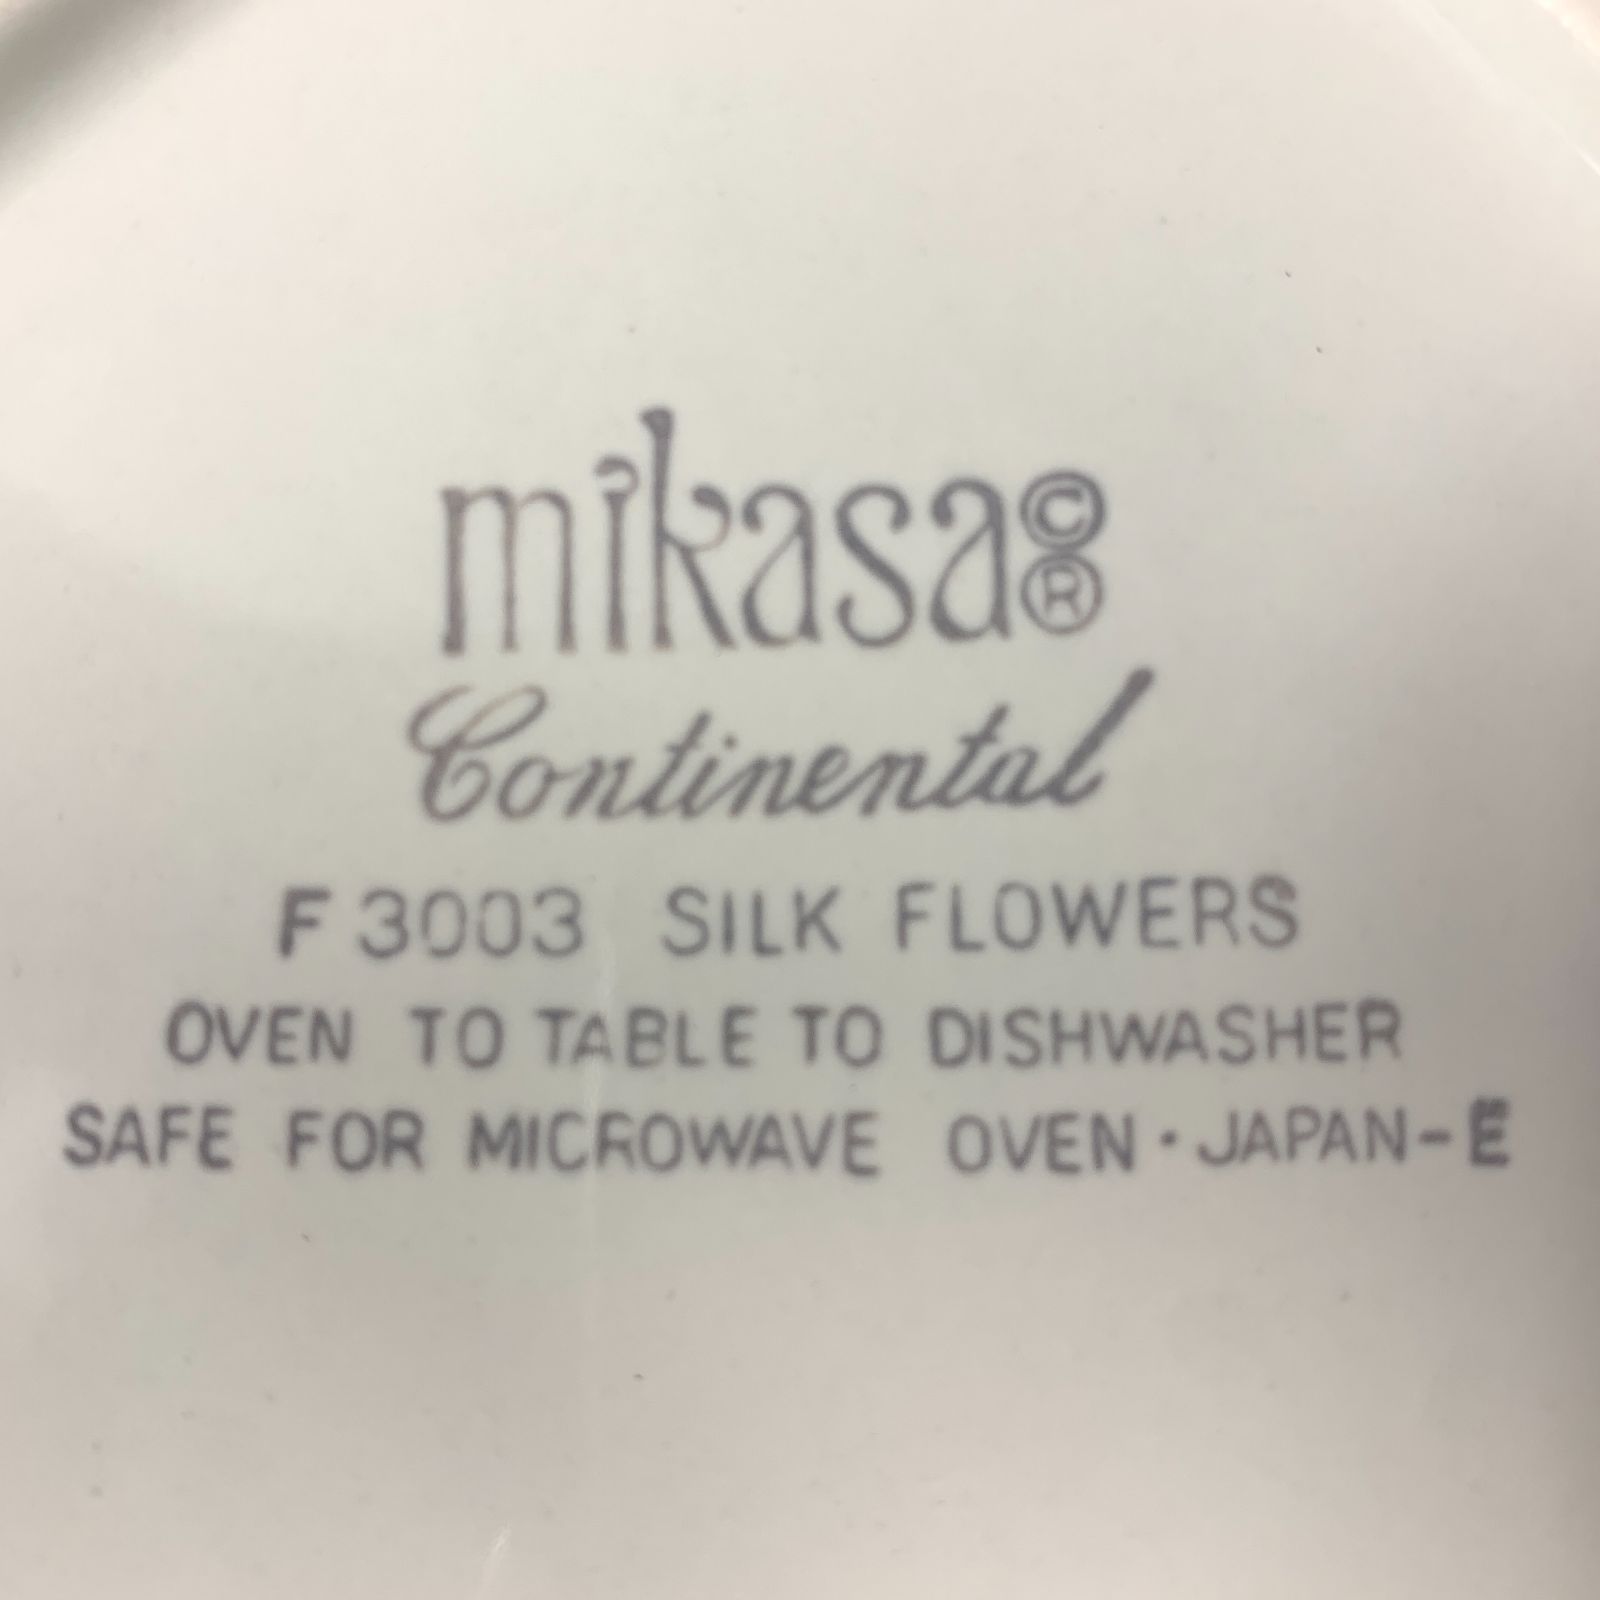 mikasa©®
Continental
F 3003 SILK FLOWERS
OVEN TO TABLE TO DISHWASHER
SAFE FOR MICROWAVE OVEN · JAPAN-E